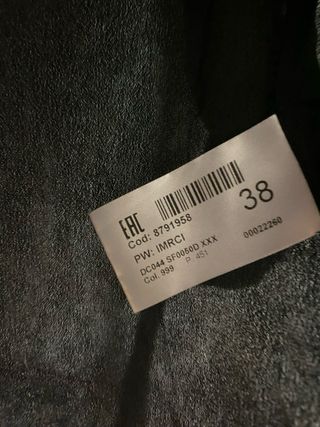 EAC
38
Cod: 8791958
PW: IMRCI
00022260
DC044 SF0050D XXX
Col. 999 P. 451